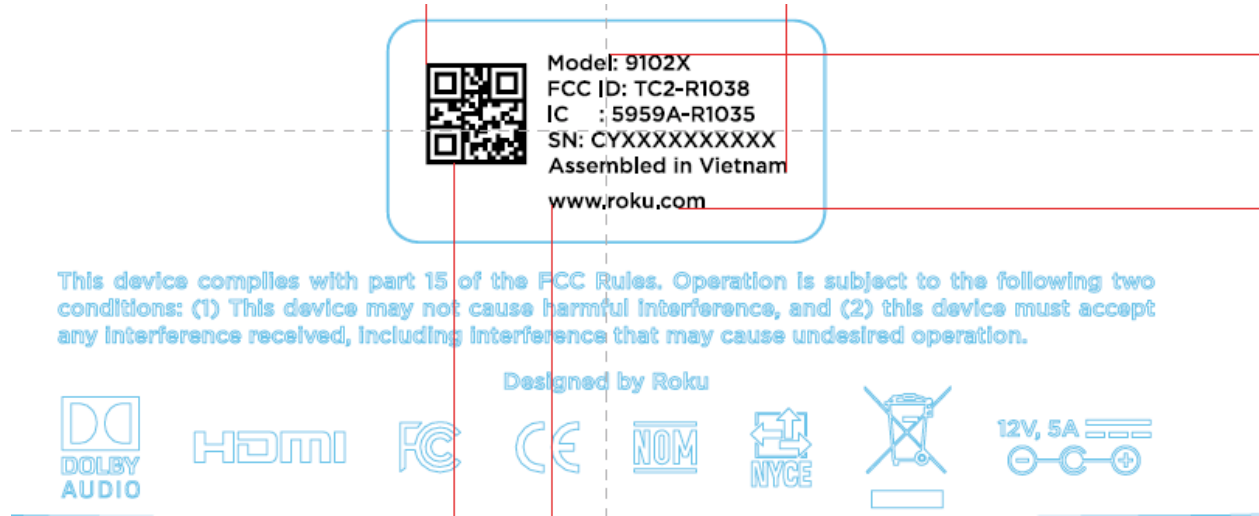 Model: 9102X
FCC ID: TC2-R1038
IC : 5959A-R1035
SN: CYXXXXXXXXXX
Assembled in Vietnam
www.roku.com
This device complies with part 15 of the FCC Rules. Operation is subject to the following two
conditions: (1) This device may not cause harmful interference, and (2) this device must accept
any interference received, including interference that may cause undesired operation.
Designed by Roku
DOLBY
AUDIO
HDMI
FC
CE
NOM
NYCE
12V, 5A